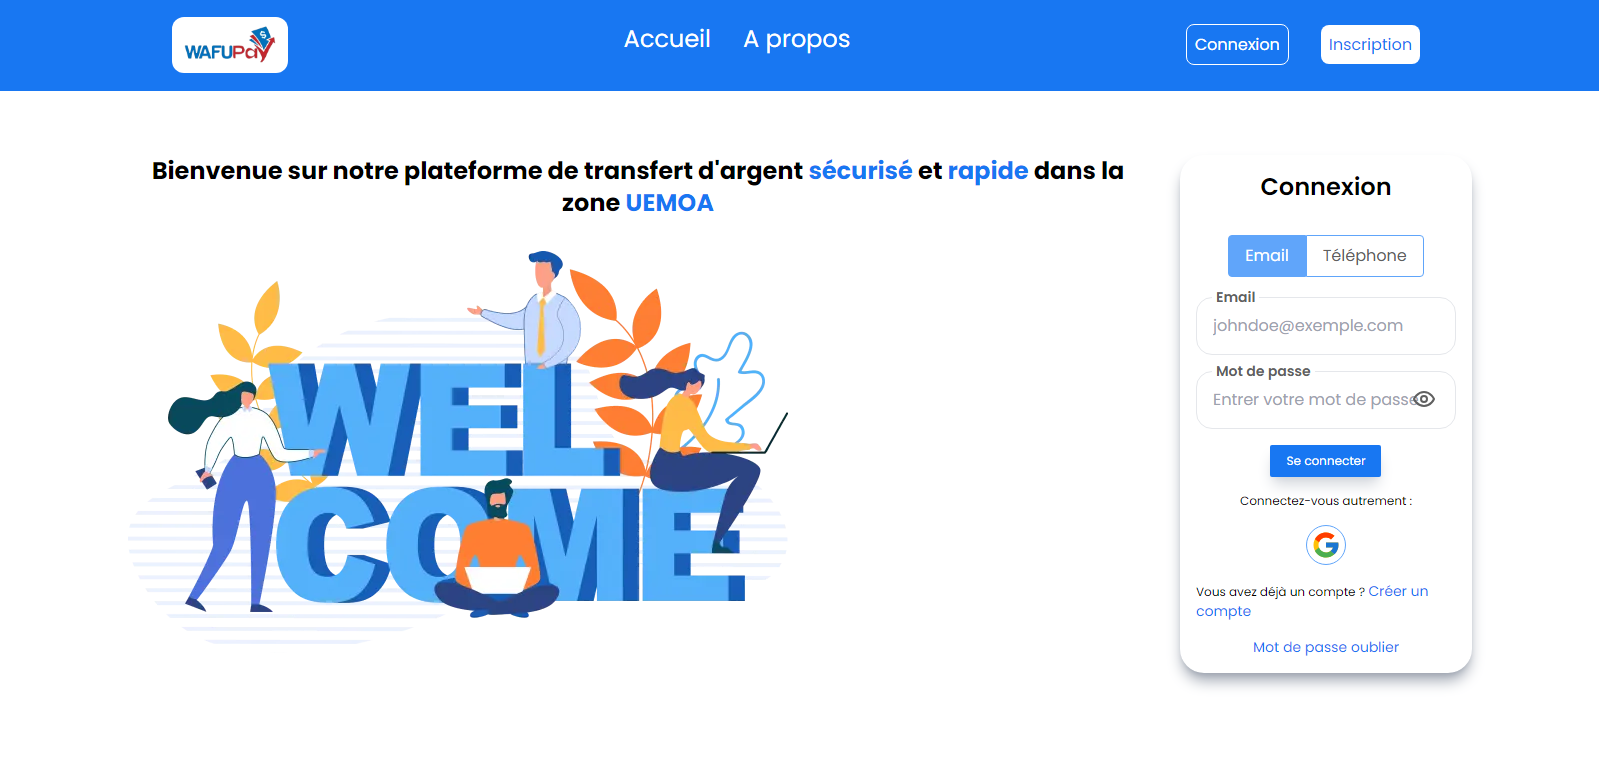 WAFUPay
Accueil
A propos
Connexion
Inscription
Bienvenue sur notre plateforme de transfert d'argent sécurisé et rapide dans la
zone UEMOA
WEL
COME
Connexion
Email
Téléphone
Email
johndoe@exemple.com
Mot de passe
Entrer votre mot de passe
Se connecter
Connectez-vous autrement :
Vous avez déjà un compte ? Créer un
compte
Mot de passe oublier